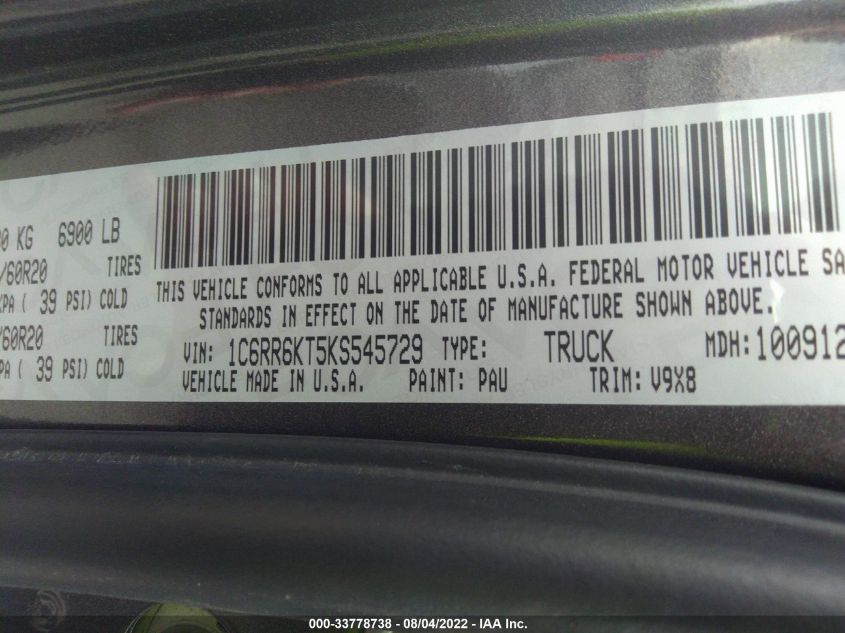 0 KG 6900 LB
/60R20 TIRES
KPA ( 39 PSI) COLD
/60R20 TIRES
PA ( 39 PSI) COLD
THIS VEHICLE CONFORMS TO ALL APPLICABLE U.S.A. FEDERAL MOTOR VEHICLE SA
STANDARDS IN EFFECT ON THE DATE OF MANUFACTURE SHOWN ABOVE.
VIN: 1C6RR6KT5KS545729 TYPE: TRUCK MDH: 100912
VEHICLE MADE IN U.S.A. PAINT: PAU TRIM: V9X8
000-33778738 - 08/04/2022 - IAA Inc.